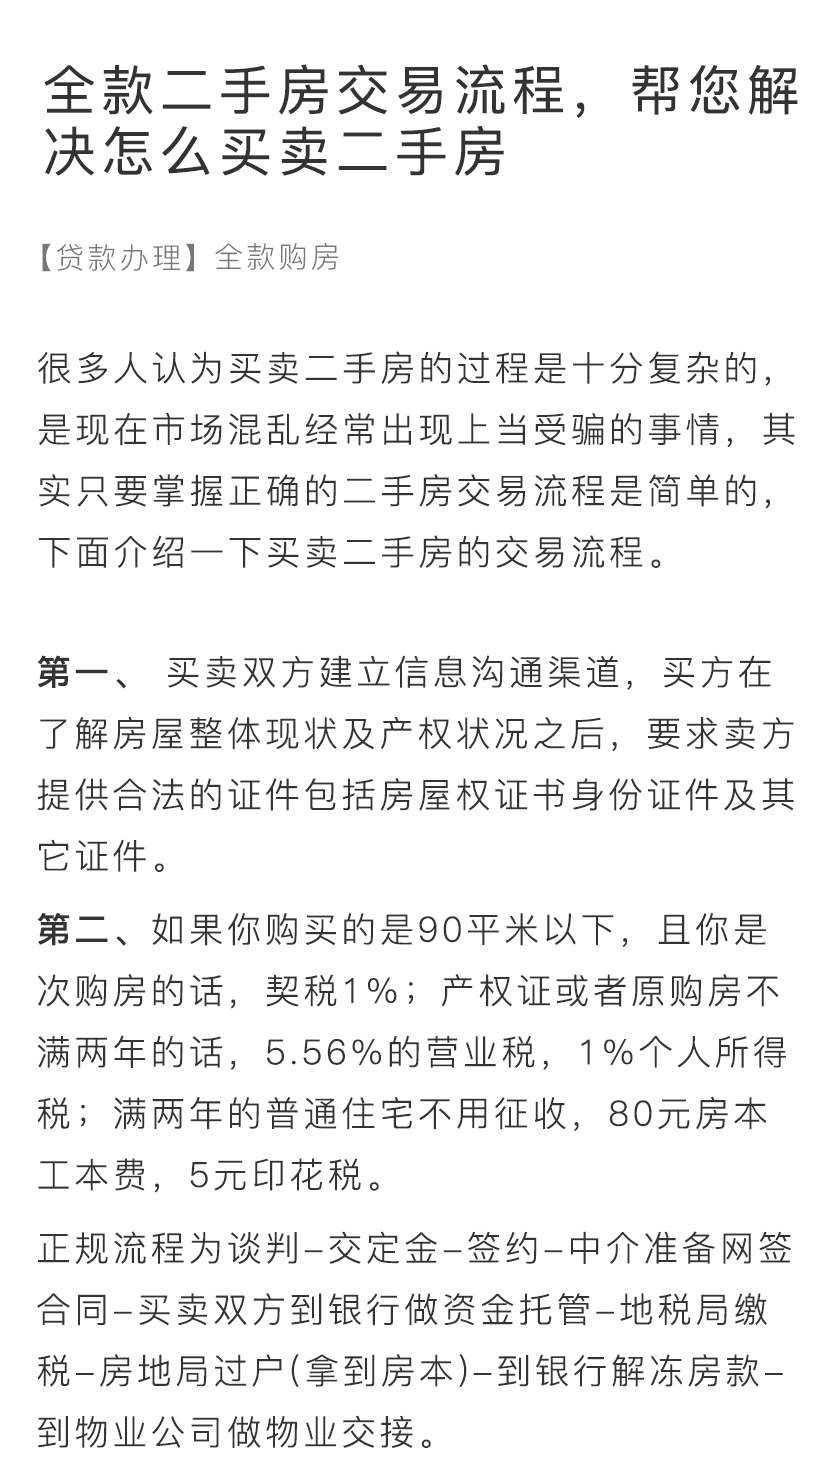 全款二手房交易流程，帮您解
决怎么买卖二手房
【贷款办理】全款购房
很多人认为买卖二手房的过程是十分复杂的，
是现在市场混乱经常出现上当受骗的事情，其
实只要掌握正确的二手房交易流程是简单的，
下面介绍一下买卖二手房的交易流程。
第一、 买卖双方建立信息沟通渠道，买方在
了解房屋整体现状及产权状况之后，要求卖方
提供合法的证件包括房屋权证书身份证件及其
它证件。
第二、如果你购买的是90平米以下，且你是
次购房的话，契税1%；产权证或者原购房不
满两年的话，5.56%的营业税，1%个人所得
税；满两年的普通住宅不用征收，80元房本
工本费，5元印花税。
正规流程为谈判–交定金–签约–中介准备网签
合同–买卖双方到银行做资金托管–地税局缴
税–房地局过户(拿到房本)–到银行解冻房款–
到物业公司做物业交接。